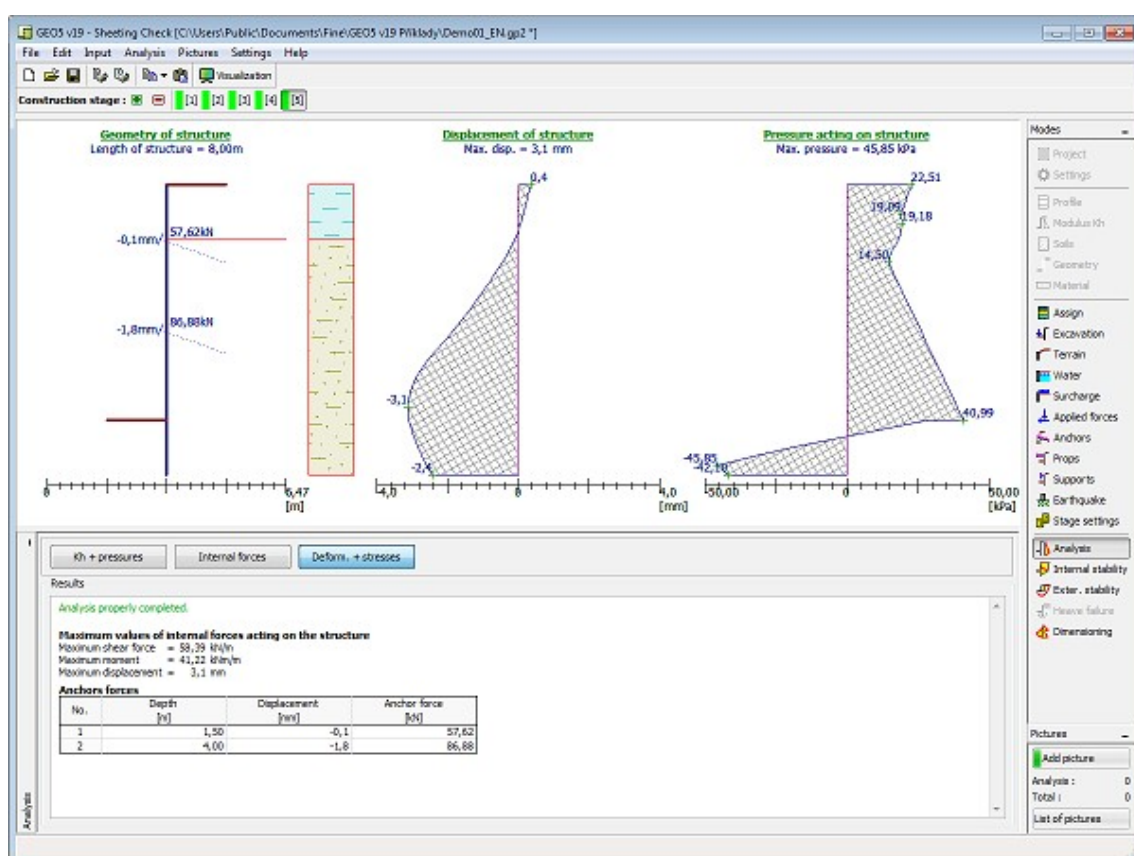 GEO5 v19 - Sheeting Check [C:\Users\Public\Documents\Fine\GEO5 v19 Příklady\Demo01_EN.gp2 *]
File Edit Input Analysis Pictures Settings Help
Visualization
Construction stage : [1] [2] [3] [4] [5]
Geometry of structure
Length of structure = 8,00m
-0,1mm/ 57,62kN
-1,8mm/ 86,88kN
0 6,47
[m]
Displacement of structure
Max. disp. = 3,1 mm
0,4
-3,1
-2,4
-4,0 0 4,0
[mm]
Pressure acting on structure
Max. pressure = 45,85 kPa
22,51
19,09/
19,18
14,50
40,99
-45,85
-50,00 0 50,00
[kPa]
Modes
Project
Settings
Profile
Modulus Kh
Soils
Geometry
Material
Assign
Excavation
Terrain
Water
Surcharge
Applied forces
Anchors
Props
Supports
Earthquake
Stage settings
Analysis
Internal stability
Exter. stability
Heave failure
Dimensioning
Kh + pressures Internal forces Deform. + stresses
Results
Analysis properly completed.
Maximum values of internal forces acting on the structure
Maximum shear force = 58,39 kN/m
Maximum moment = 41,22 kNm/m
Maximum displacement = 3,1 mm
Anchors forces
No. Depth Displacement Anchor force
[m] [mm] [kN]
1 1,50 -0,1 57,62
2 4,00 -1,8 86,88
Analysis
Pictures
Add picture
Analysis : 0
Total : 0
List of pictures